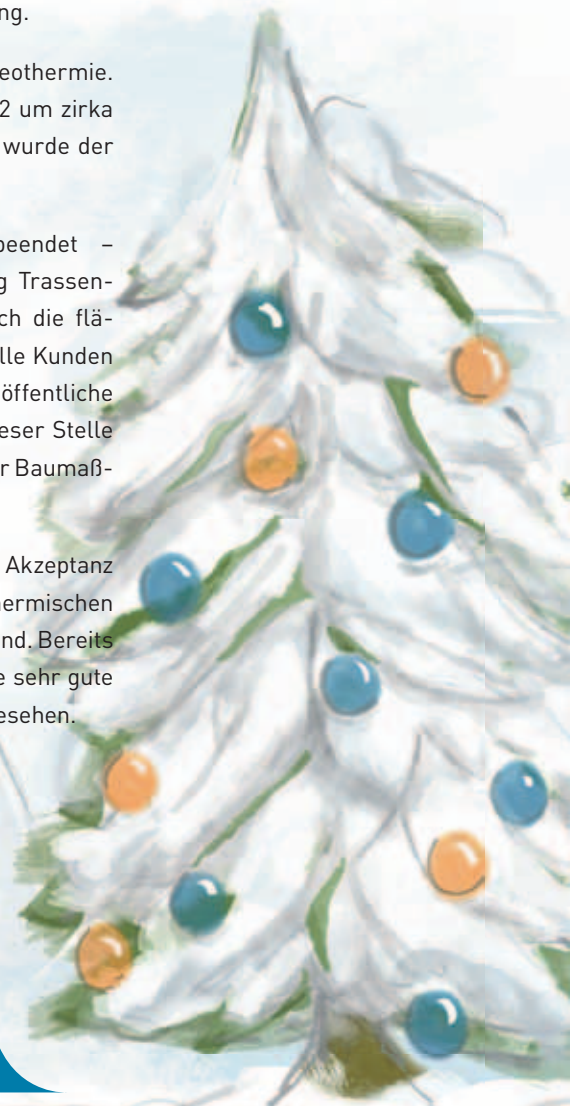 ng.
eothermie.
2 um zirka
wurde der
beendet –
g Trassen-
ch die flä-
lle Kunden
öffentliche
eser Stelle
r Baumaß-
Akzeptanz
hermischen
nd. Bereits
e sehr gute
esehen.